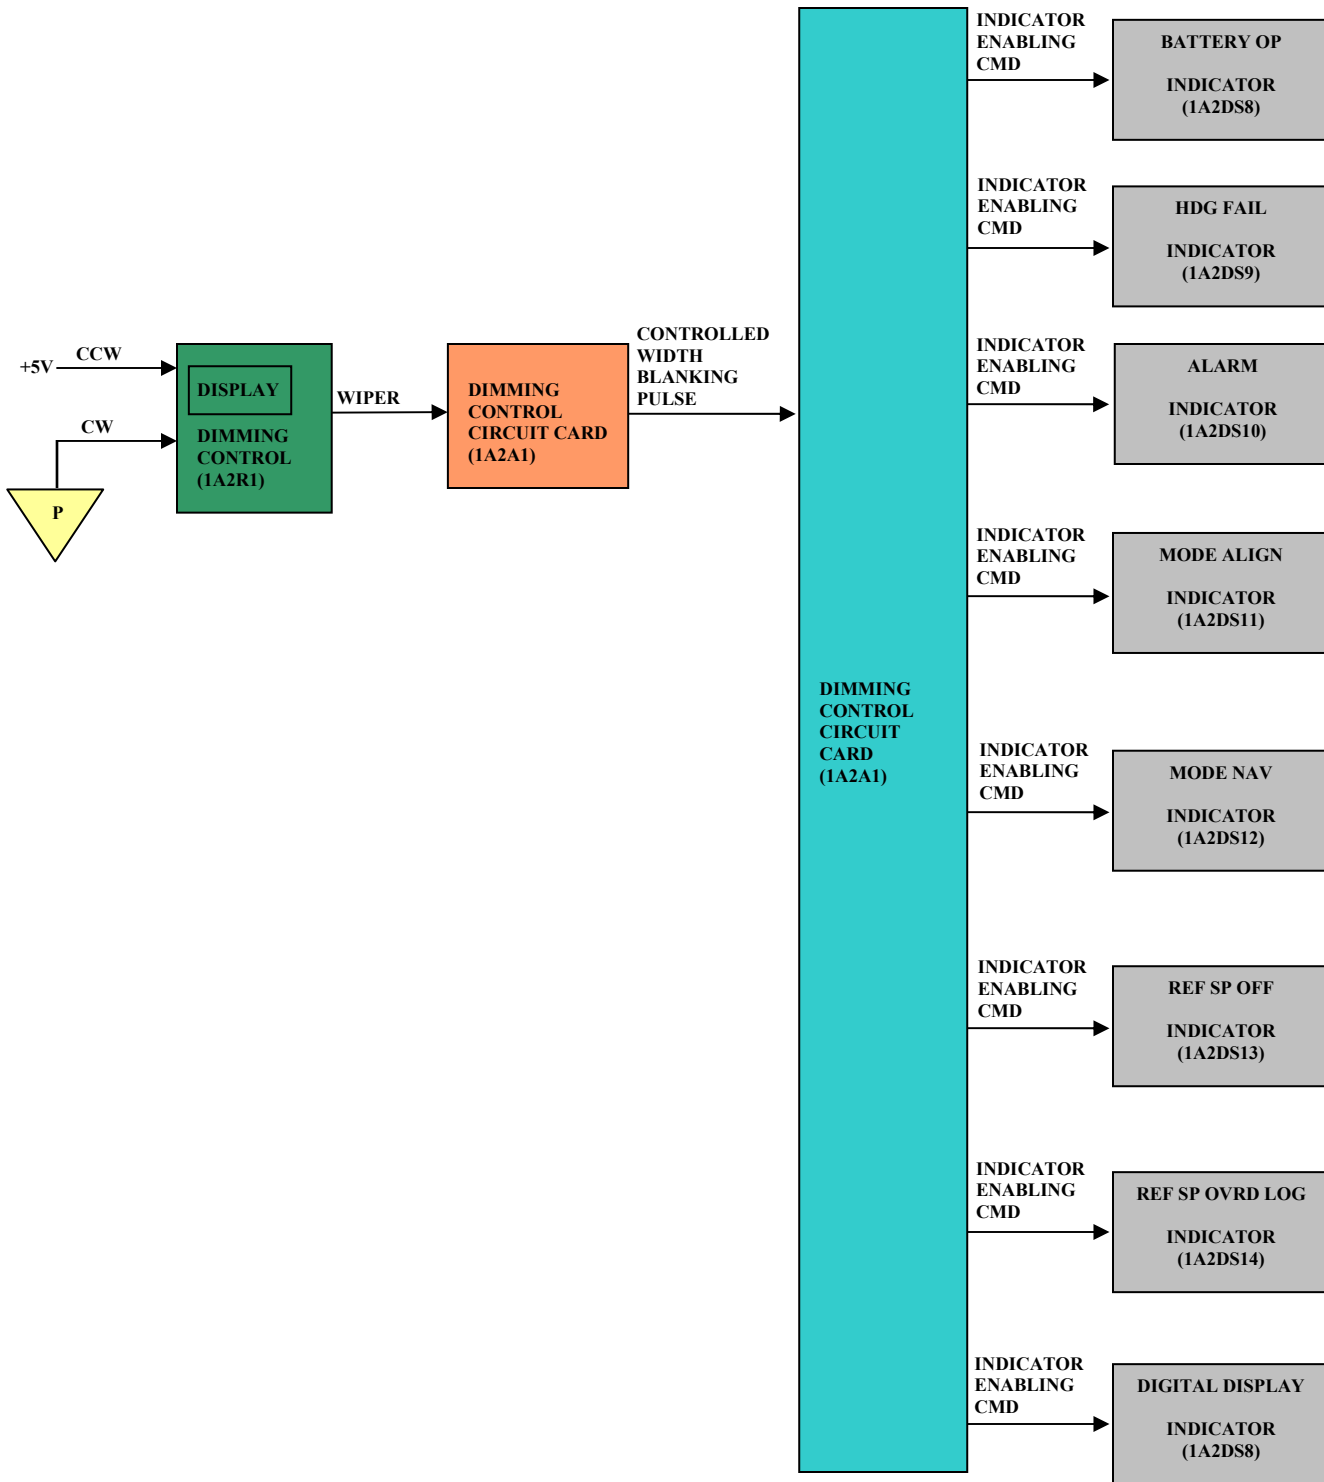 +5V
CCW
CW
P
DISPLAY
DIMMING
CONTROL
(1A2R1)
WIPER
DIMMING
CONTROL
CIRCUIT CARD
(1A2A1)
CONTROLLED
WIDTH
BLANKING
PULSE
DIMMING
CONTROL
CIRCUIT
CARD
(1A2A1)
INDICATOR
ENABLING
CMD
BATTERY OP
INDICATOR
(1A2DS8)
INDICATOR
ENABLING
CMD
HDG FAIL
INDICATOR
(1A2DS9)
INDICATOR
ENABLING
CMD
ALARM
INDICATOR
(1A2DS10)
INDICATOR
ENABLING
CMD
MODE ALIGN
INDICATOR
(1A2DS11)
INDICATOR
ENABLING
CMD
MODE NAV
INDICATOR
(1A2DS12)
INDICATOR
ENABLING
CMD
REF SP OFF
INDICATOR
(1A2DS13)
INDICATOR
ENABLING
CMD
REF SP OVRD LOG
INDICATOR
(1A2DS14)
INDICATOR
ENABLING
CMD
DIGITAL DISPLAY
INDICATOR
(1A2DS8)